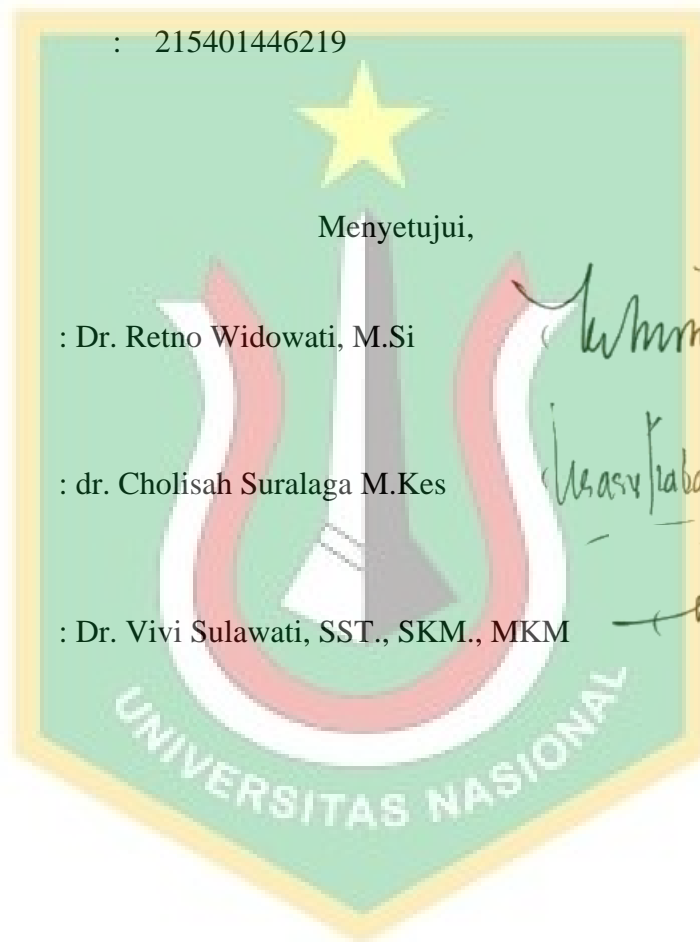 : 215401446219
Menyetujui,
: Dr. Retno Widowati, M.Si
: dr. Cholisah Suralaga M.Kes
: Dr. Vivi Sulawati, SST., SKM., MKM
UNIVERSITAS NASIONAL